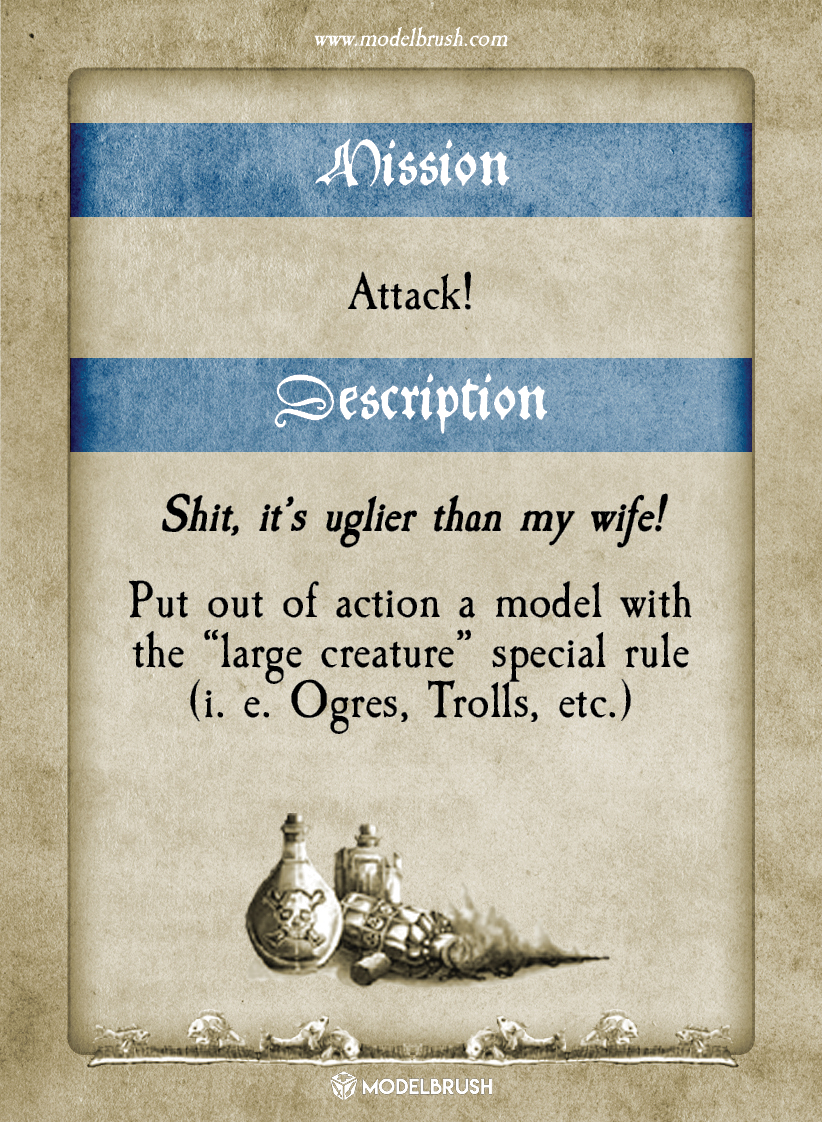 www.modelbrush.com
Mission
Attack!
Description
Shit, it's uglier than my wife!
Put out of action a model with
the “large creature” special rule
(i. e. Ogres, Trolls, etc.)
MODELBRUSH